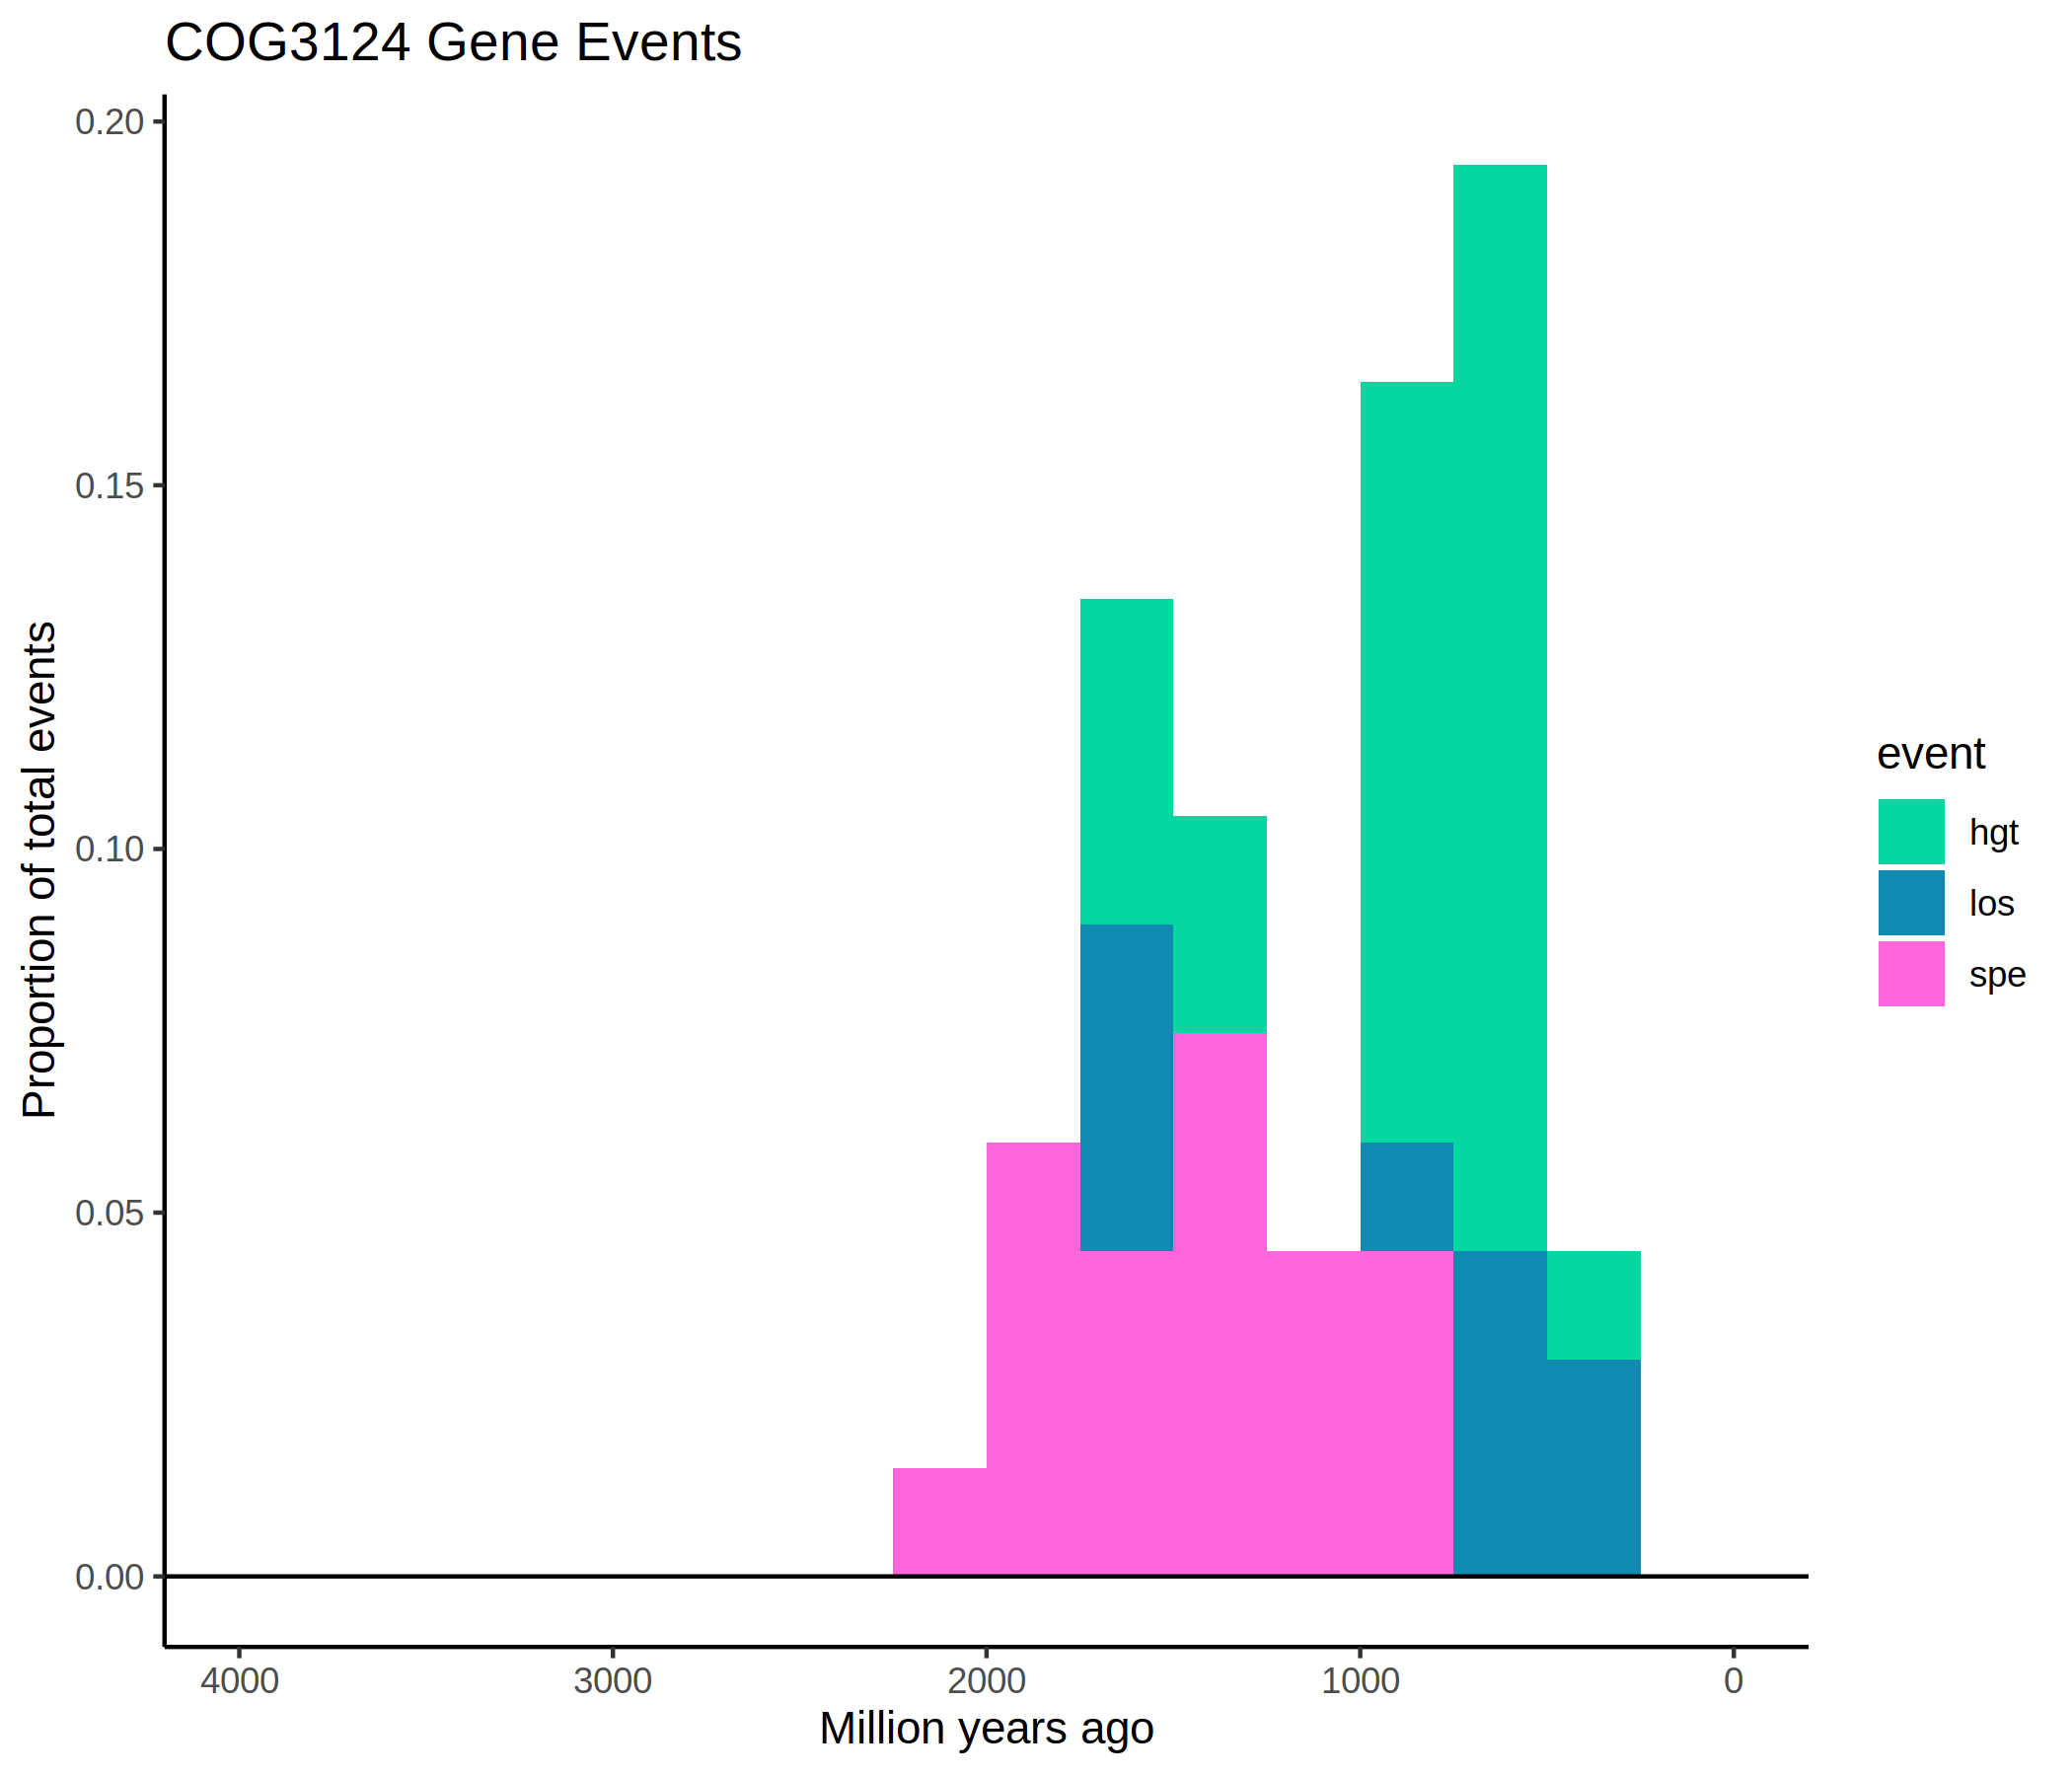 COG3124 Gene Events
Proportion of total events
0.20
0.15
0.10
0.05
0.00
4000 3000 2000 1000 0
Million years ago
event
hgt
los
spe